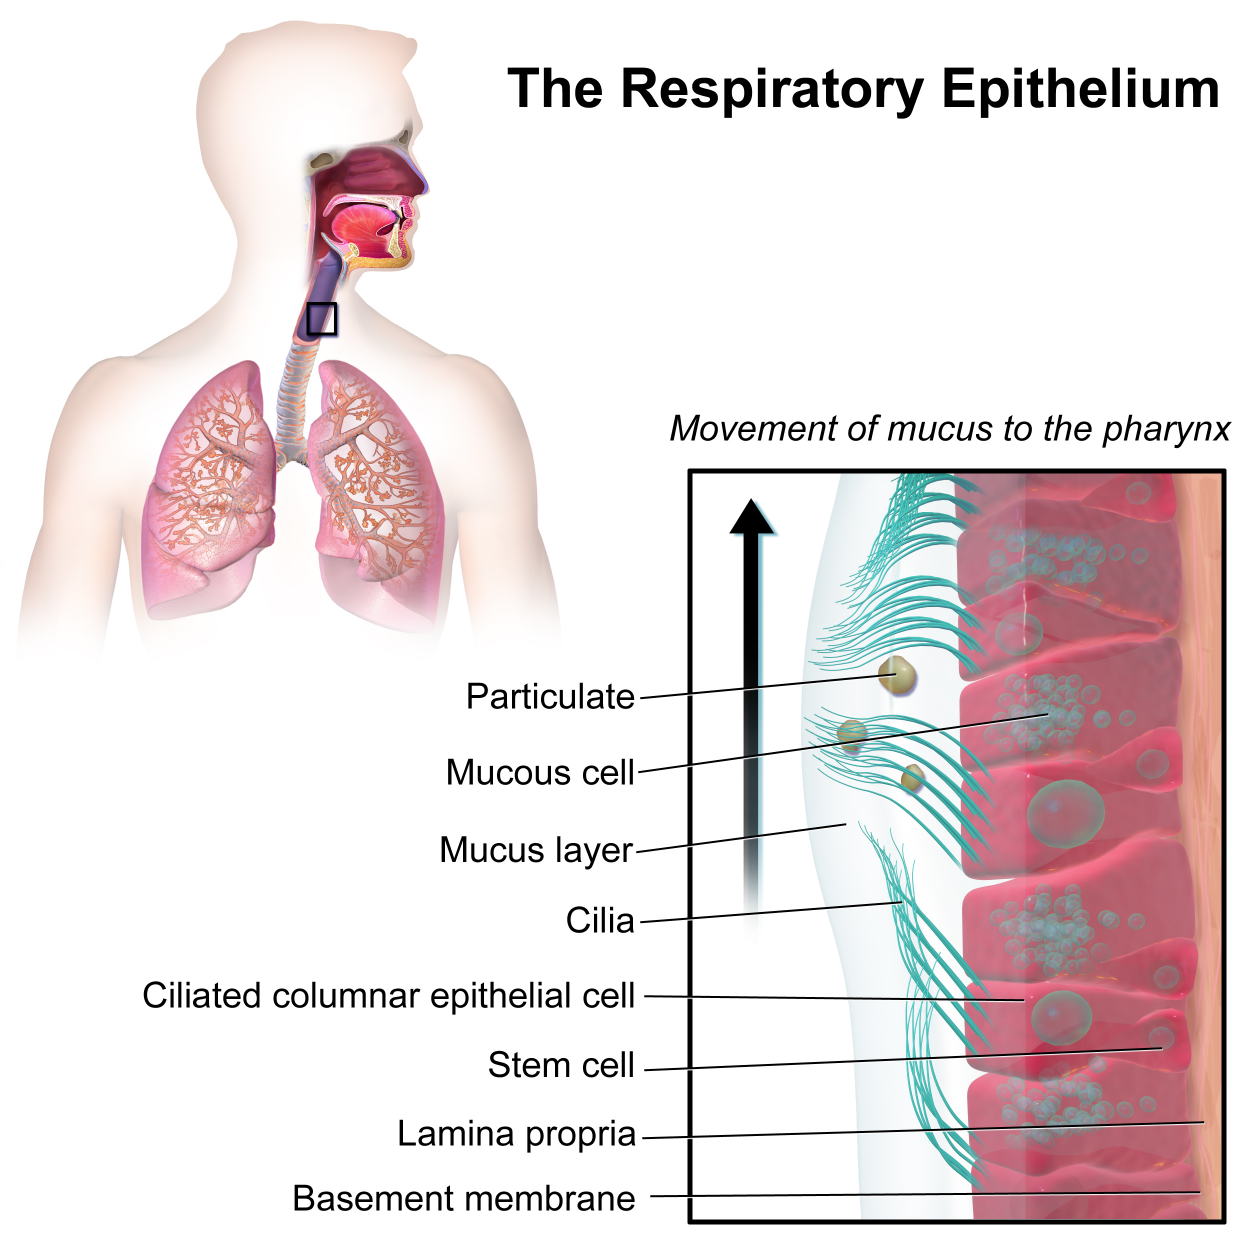 The Respiratory Epithelium
Movement of mucus to the pharynx
Particulate
Mucous cell
Mucus layer
Cilia
Ciliated columnar epithelial cell
Stem cell
Lamina propria
Basement membrane